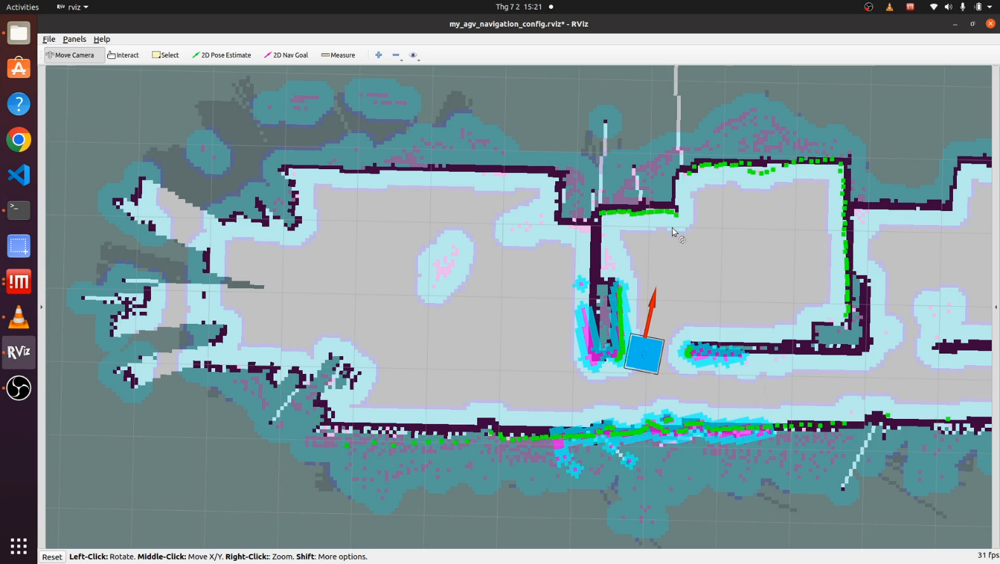 Activities
rviz
Thg 7 2 15:21
my_agv_navigation_config.rviz* - RViz
File Panels Help
Move Camera Interact Select 2D Pose Estimate 2D Nav Goal Measure
RViz
Reset Left-Click: Rotate. Middle-Click: Move X/Y. Right-Click:: Zoom. Shift: More options. 31 fps